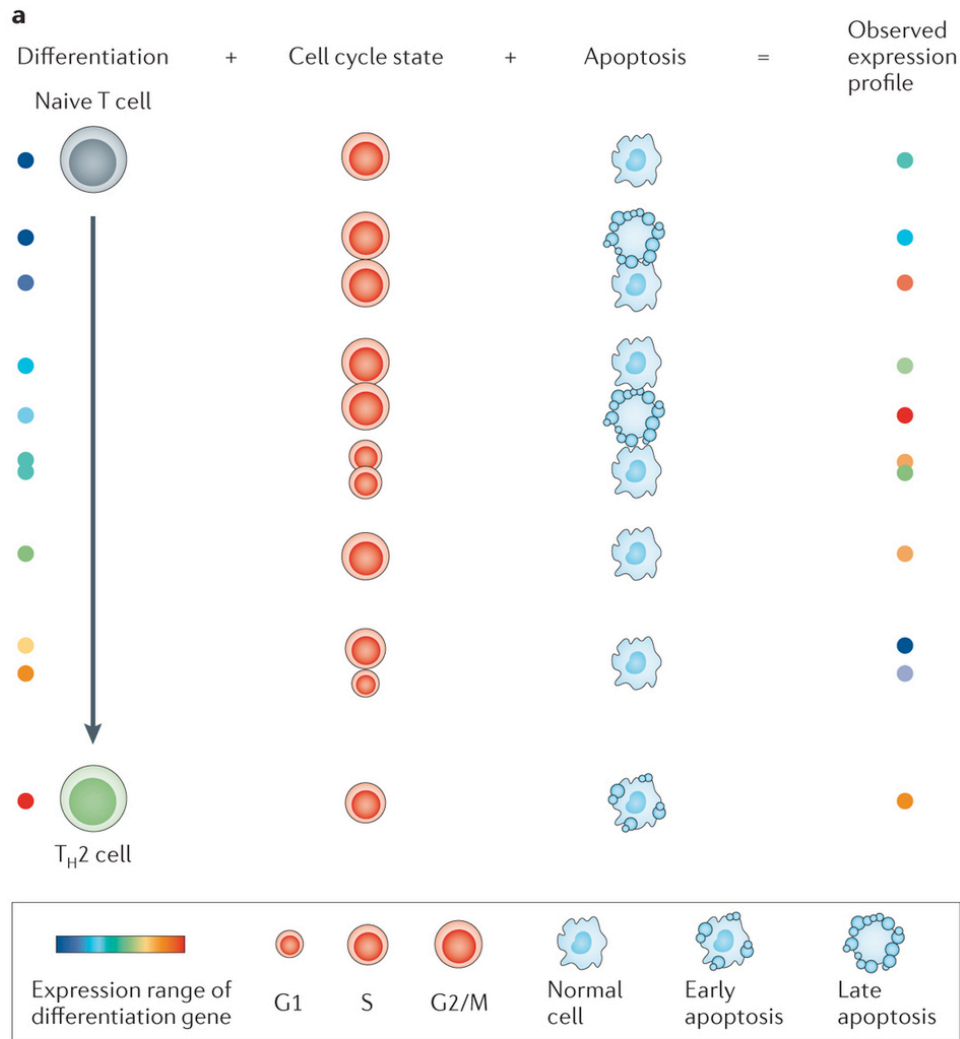 a
Differentiation + Cell cycle state + Apoptosis = Observed expression profile
Naive T cell
TH2 cell
Expression range of differentiation gene
G1
S
G2/M
Normal cell
Early apoptosis
Late apoptosis